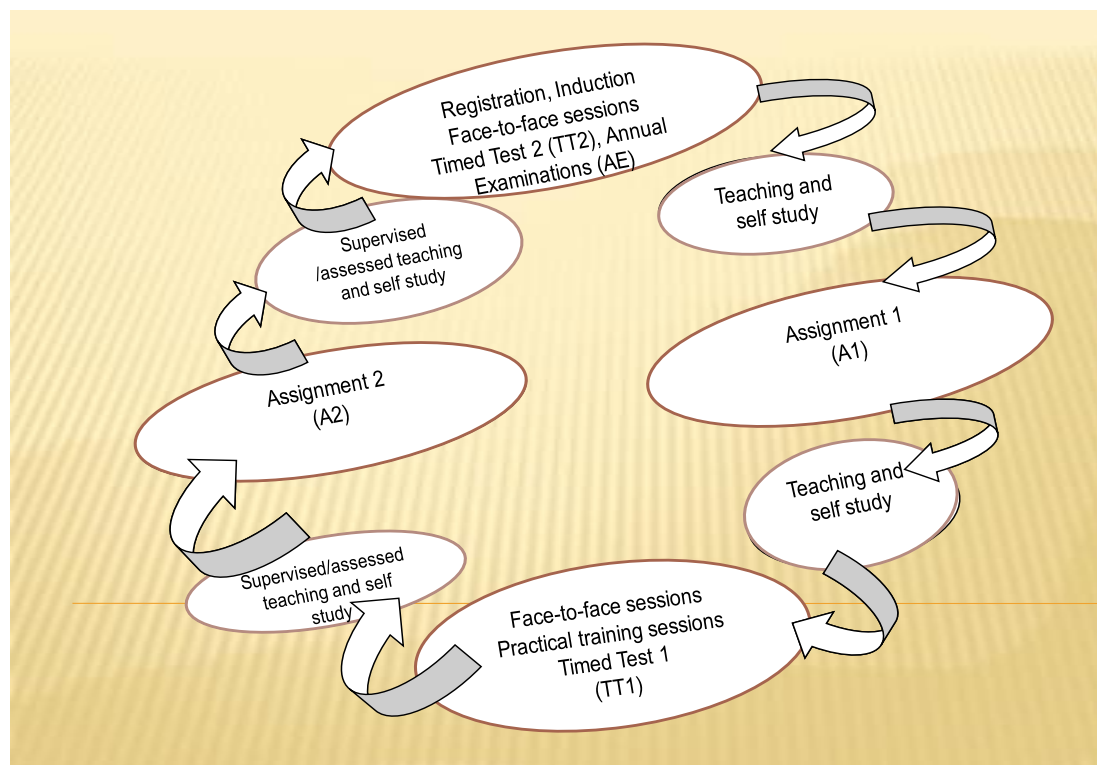 Registration, Induction
Face-to-face sessions
Timed Test 2 (TT2), Annual
Examinations (AE)
Teaching and
self study
Assignment 1
(A1)
Teaching and
self study
Face-to-face sessions
Practical training sessions
Timed Test 1
(TT1)
Supervised/assessed
teaching and self
study
Assignment 2
(A2)
Supervised
/assessed teaching
and self study